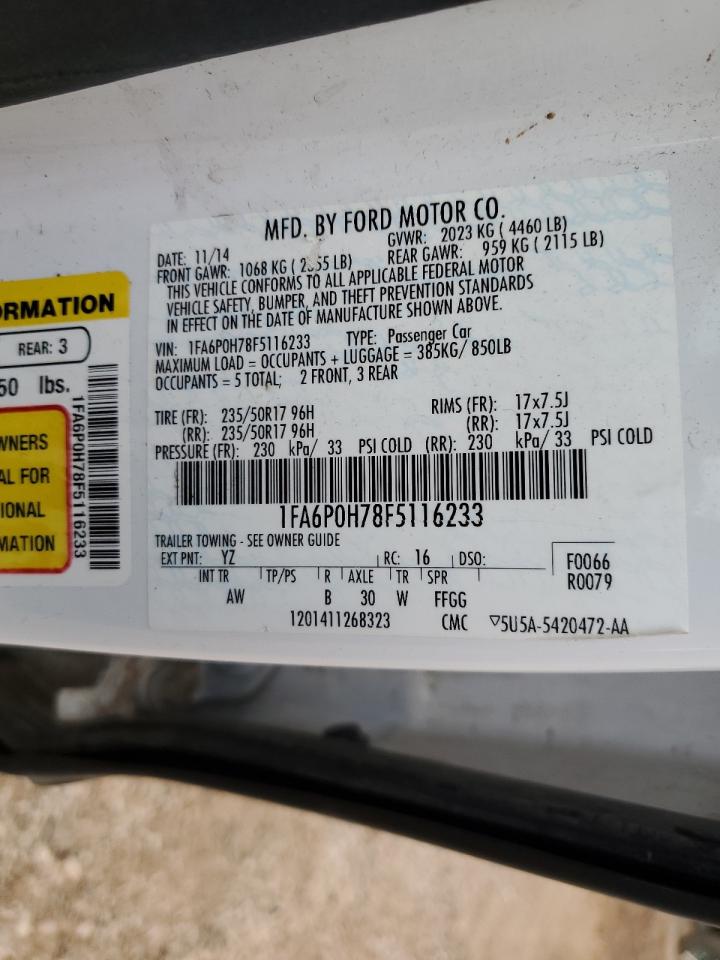 MFD. BY FORD MOTOR CO.
DATE: 11/14 GVWR: 2023 KG ( 4460 LB)
FRONT GAWR: 1068 KG ( LB) REAR GAWR: 959 KG ( 2115 LB)
THIS VEHICLE CONFORMS TO ALL APPLICABLE FEDERAL MOTOR
VEHICLE SAFETY, BUMPER, AND THEFT PREVENTION STANDARDS
IN EFFECT ON THE DATE OF MANUFACTURE SHOWN ABOVE.
VIN: 1FA6P0H78F5116233 TYPE: Passenger Car
MAXIMUM LOAD = OCCUPANTS + LUGGAGE = 385KG/ 850LB
OCCUPANTS = 5 TOTAL; 2 FRONT, 3 REAR
TIRE (FR): 235/50R17 96H RIMS (FR): 17x7.5J
(RR): 235/50R17 96H (RR): 17x7.5J
PRESSURE (FR): 230 kPa/ 33 PSI COLD (RR): 230 kPa/ 33 PSI COLD
1FA6P0H78F5116233
TRAILER TOWING - SEE OWNER GUIDE
EXT PNT: YZ RC: 16 DSO: F0066
INT TR TP/PS R AXLE TR SPR R0079
AW B 30 W FFGG
1201411268323 CMC ▽5U5A-5420472-AA
ORMATION
REAR: 3
50 lbs.
WNERS
AL FOR
IONAL
MATION
1FA6P0H78F5116233